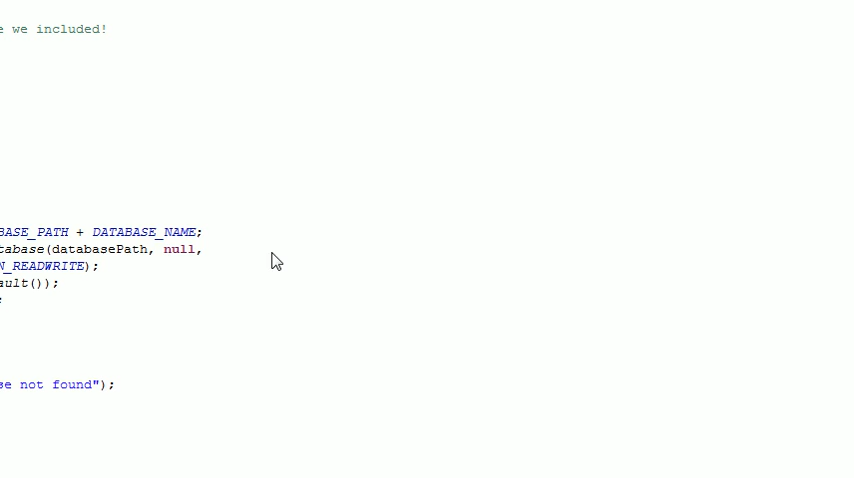 e we included!
BASE_PATH + DATABASE_NAME;
tabase(databasePath, null,
N_READWRITE);
ault());
;
se not found");